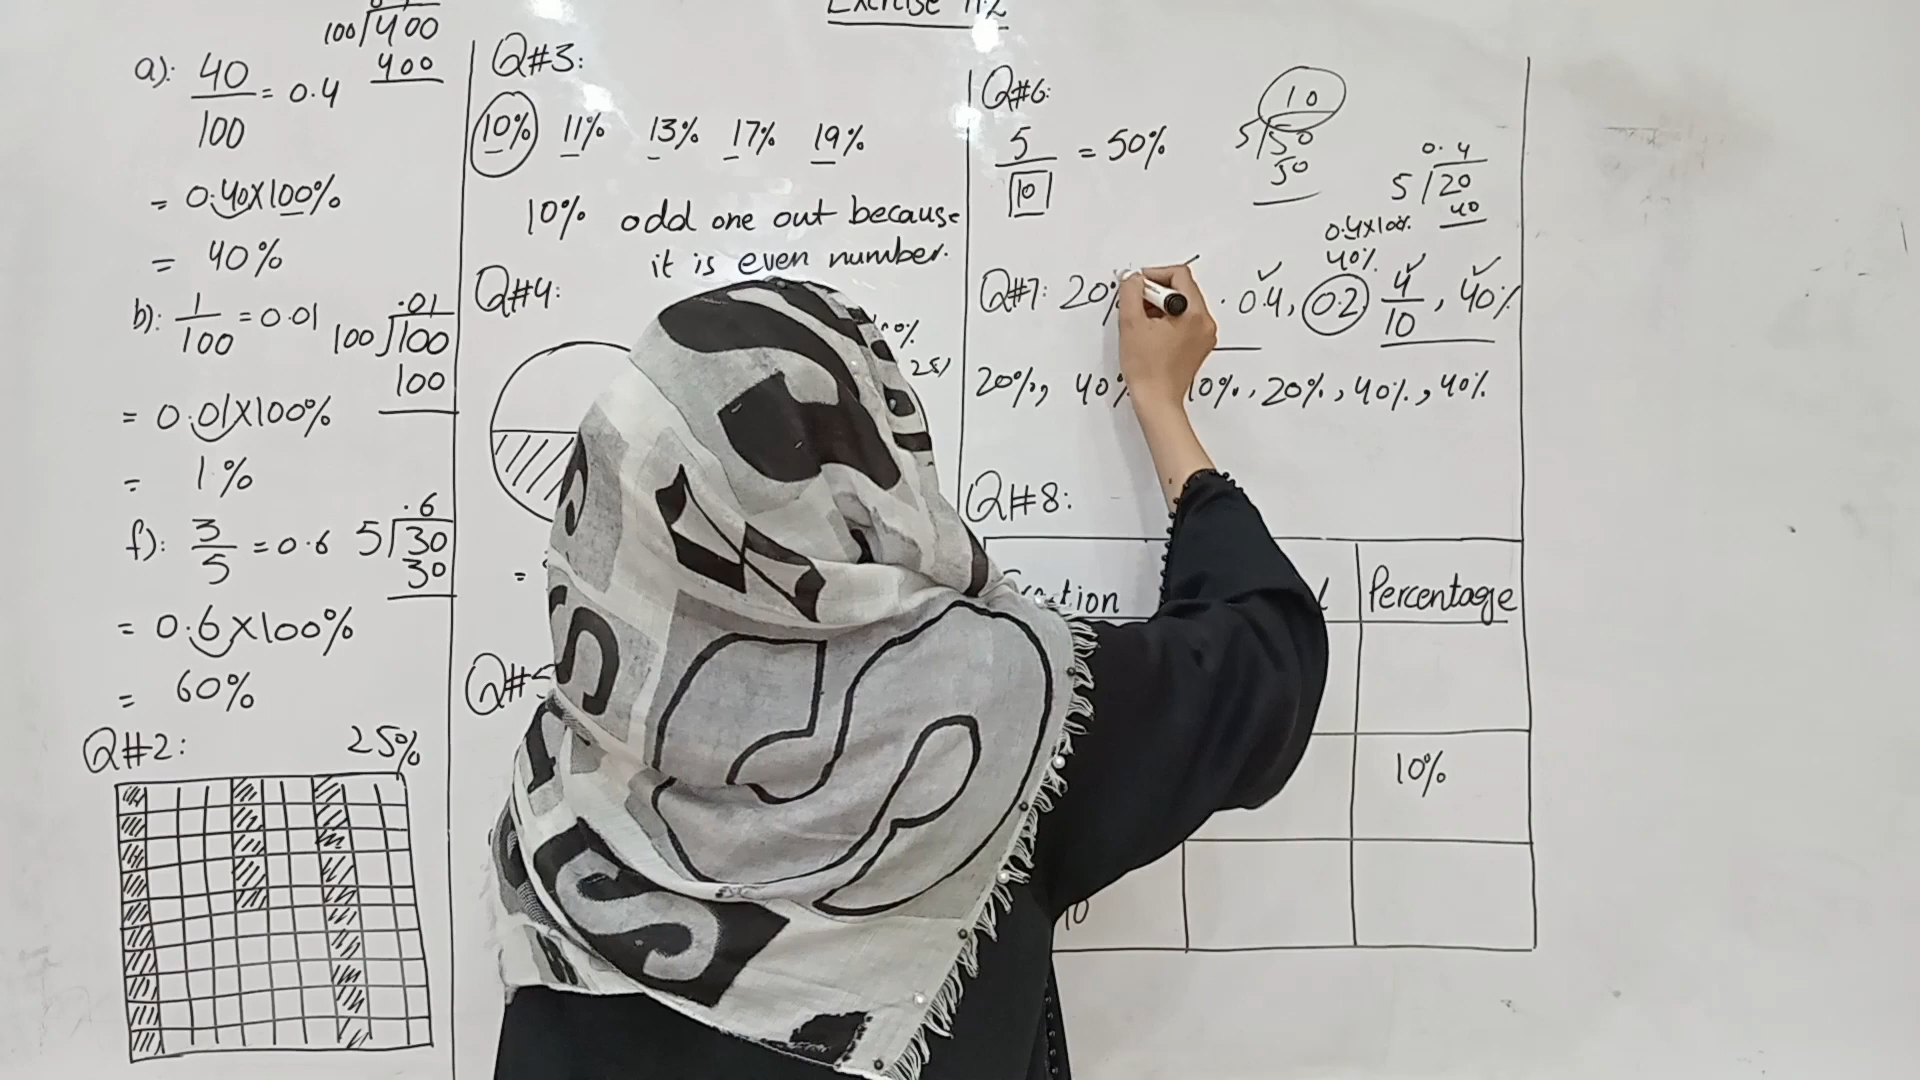 Exercise 11.2
100 400
400
a): 40/100 = 0.4
= 0.40×100%
= 40%
b): 1/100 = 0.01
.01
100 100
100
= 0.01×100%
= 1%
f): 3/5 = 0.6
.6
5 30
30
= 0.6×100%
= 60%
Q#2: 25%
Q#3:
10% 11% 13% 17% 19%
10% odd one out because
it is even number.
Q#4:
=
Q#5
Q#6:
5/10 = 50%
10
5 50
50
0.4
5 20
40
0.4×100%
40%
Q#7: 20% 0.4, 0.2 4/10, 40%
20%, 40% 10%, 20%, 40%, 40%
Q#8:
Percentage
10%
10